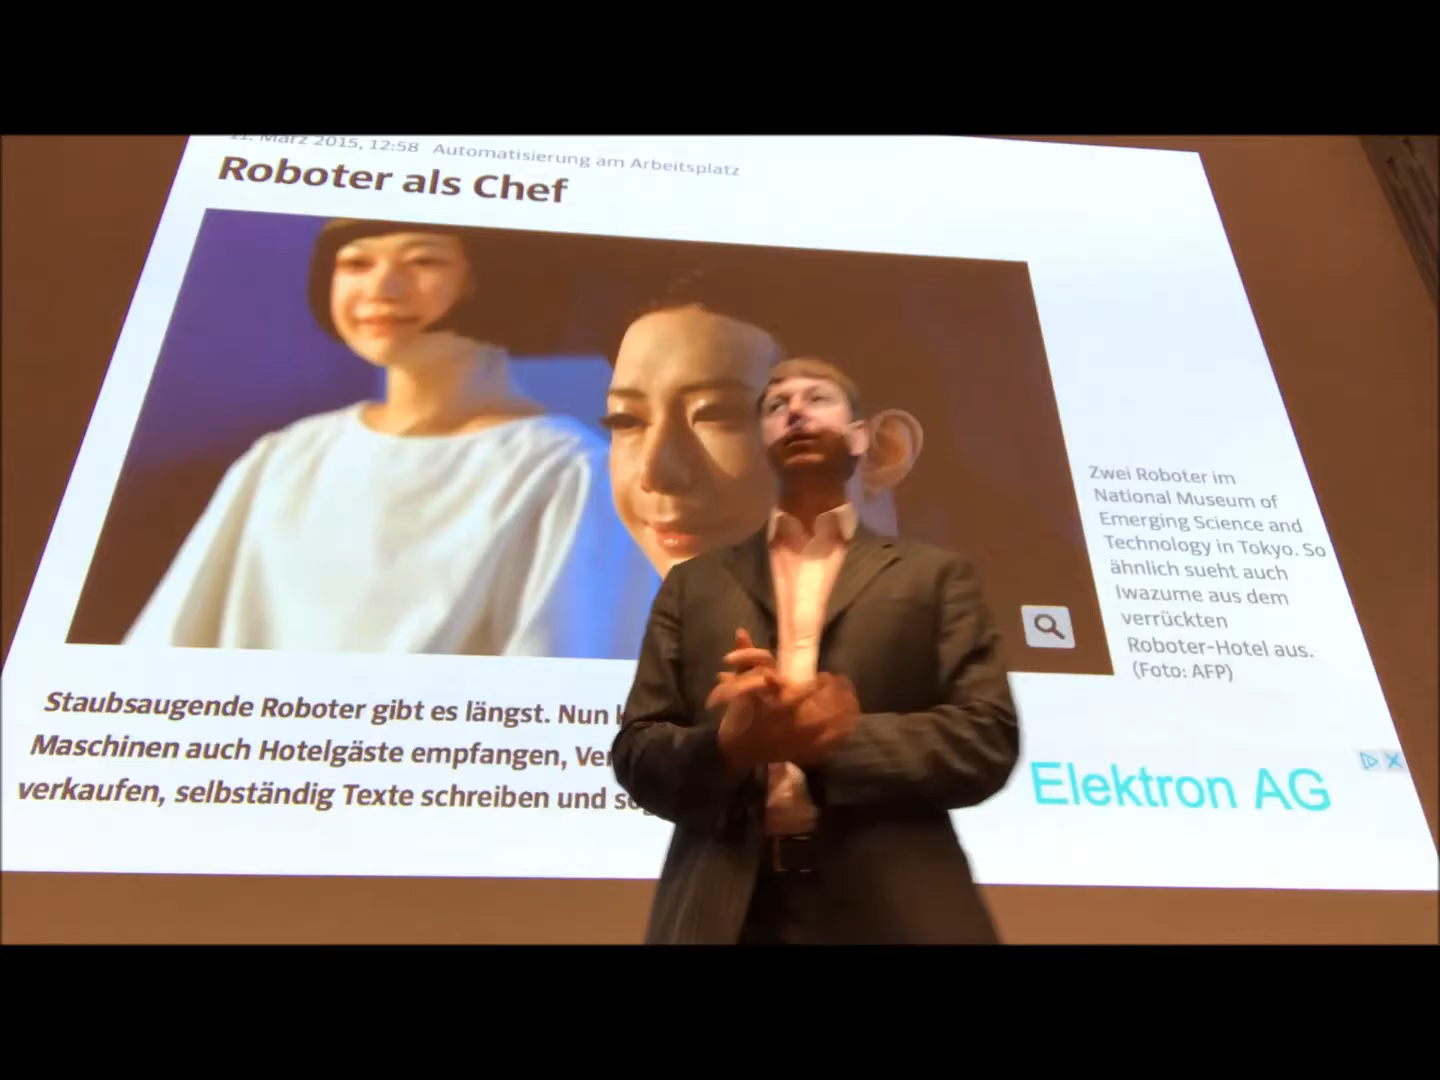 11. März 2015, 12:58 Automatisierung am Arbeitsplatz
Roboter als Chef
Zwei Roboter im
National Museum of
Emerging Science and
Technology in Tokyo. So
ähnlich sueht auch
Iwazume aus dem
verrückten
Roboter-Hotel aus.
(Foto: AFP)
Staubsaugende Roboter gibt es längst. Nun
Maschinen auch Hotelgäste empfangen,
verkaufen, selbständig Texte schreiben und
Elektron AG